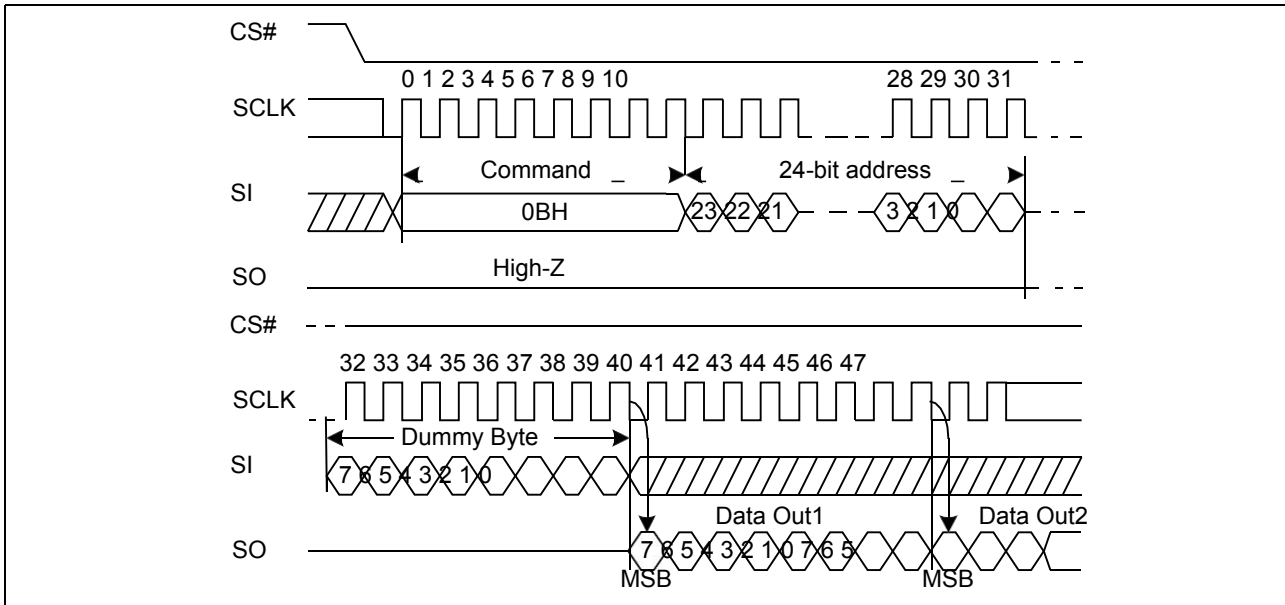 CS#
0 1 2 3 4 5 6 7 8 9 10 28 29 30 31
SCLK
Command 24-bit address
SI
0BH 23 22 21 3 2 1 0
High-Z
SO
CS#
32 33 34 35 36 37 38 39 40 41 42 43 44 45 46 47
SCLK
Dummy Byte
SI
7 6 5 4 3 2 1 0
Data Out1 Data Out2
SO
7 6 5 4 3 2 1 0 7 6 5
MSB MSB